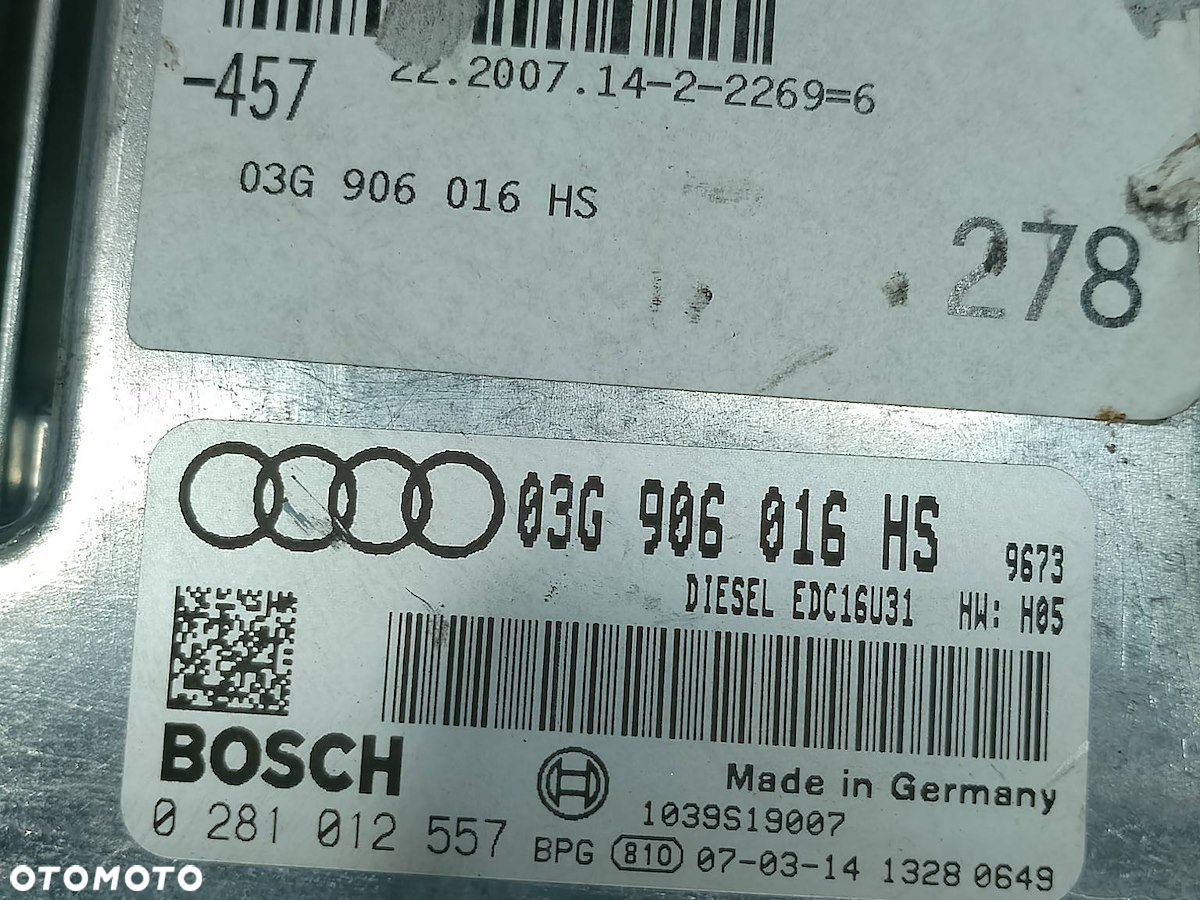 -457
22.2007.14-2-2269=6
03G 906 016 HS
278
03G 906 016 HS
9673
DIESEL EDC16U31
HW: H05
BOSCH
Made in Germany
1039S19007
0 281 012 557
BPG 810 07-03-14 1328 0649
OTOMOTO